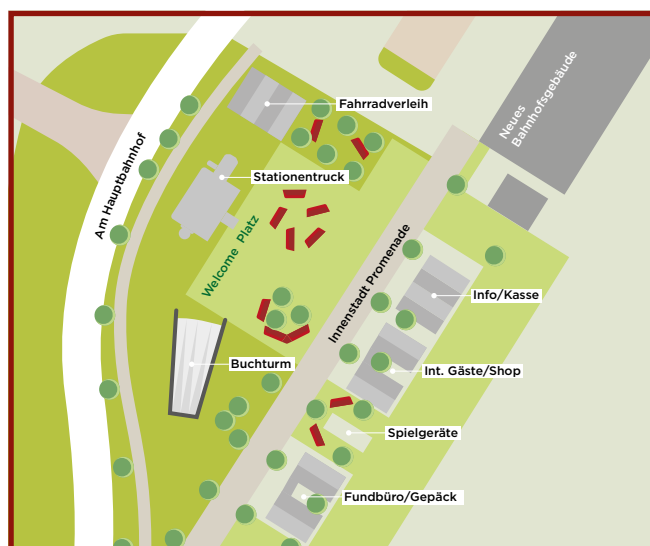 Fahrradverleih
Neues
Bahnhofsgebäude
Am Hauptbahnhof
Stationentruck
Welcome Platz
Innenstadt Promenade
Info/Kasse
Buchturm
Int. Gäste/Shop
Spielgeräte
Fundbüro/Gepäck